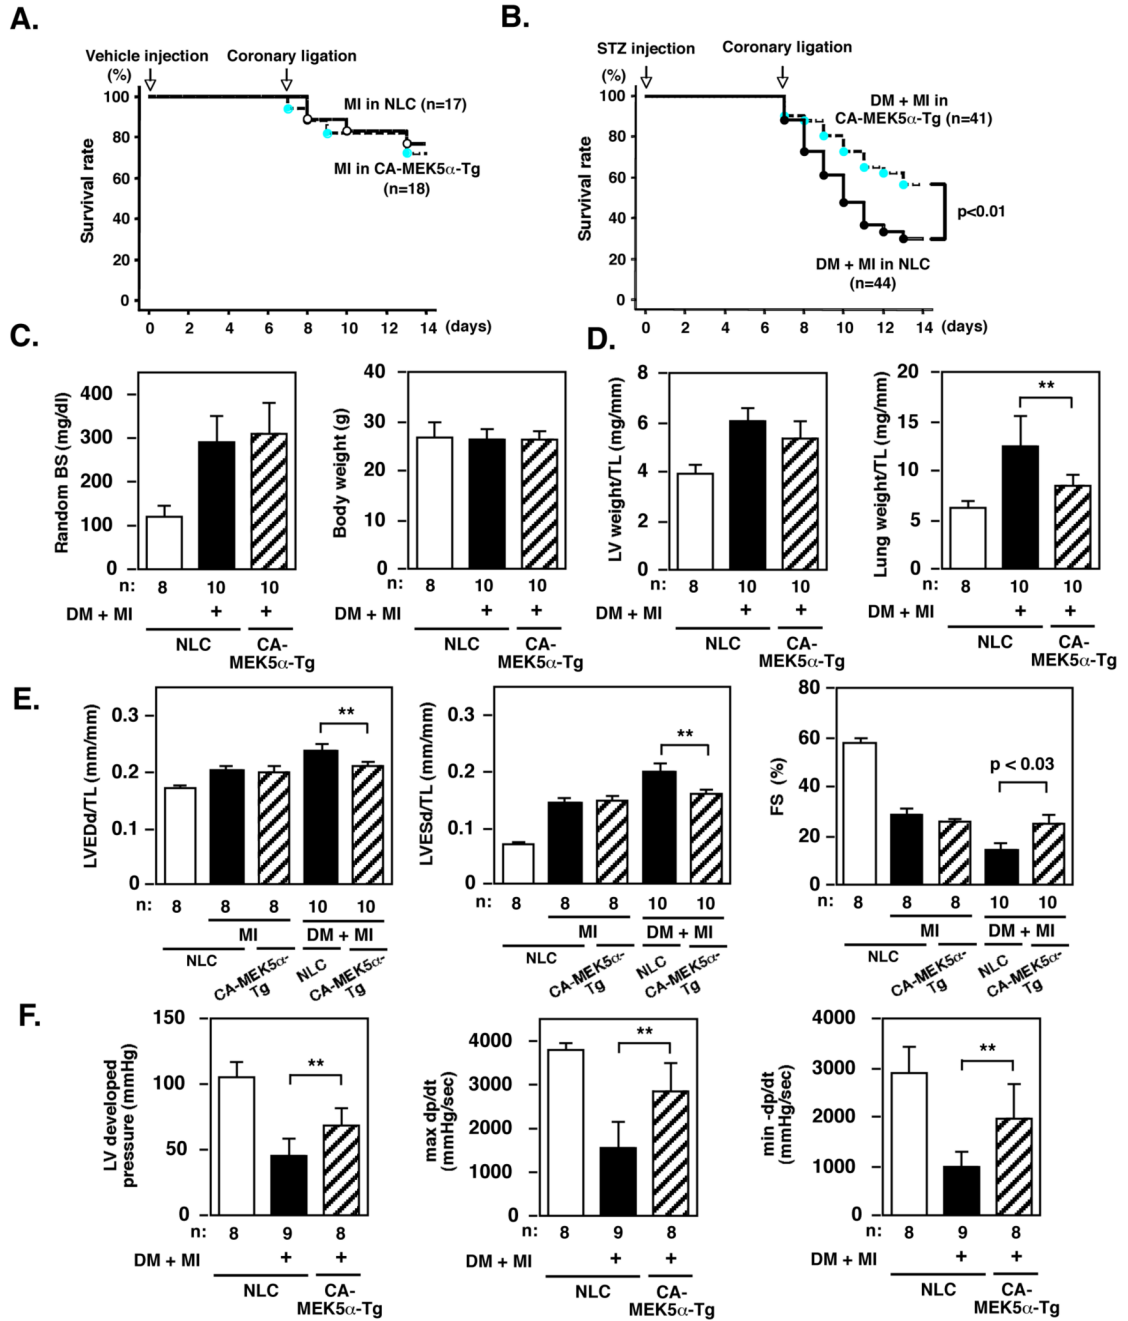 A.
Vehicle injection Coronary ligation
(%)
100
80
60
40
20
0
Survival rate
MI in NLC (n=17)
MI in CA-MEK5α-Tg
(n=18)
0 2 4 6 8 10 12 14 (days)
B.
STZ injection Coronary ligation
(%)
100
80
60
40
20
0
Survival rate
DM + MI in
CA-MEK5α-Tg (n=41)
p<0.01
DM + MI in NLC
(n=44)
0 2 4 6 8 10 12 14 (days)
C.
Random BS (mg/dl)
400
300
200
100
0
n: 8 10 10
DM + MI + +
NLC CA-
MEK5α-Tg
Body weight (g)
40
30
20
10
0
8 10 10
DM + MI + +
NLC CA-
MEK5α-Tg
D.
LV weight/TL (mg/mm)
8
6
4
2
0
n: 8 10 10
DM + MI + +
NLC CA-
MEK5α-Tg
Lung weight/TL (mg/mm)
20
15
10
5
0
**
n: 8 10 10
DM + MI + +
NLC CA-
MEK5α-Tg
E.
LVEDd/TL (mm/mm)
0.3
0.2
0.1
0
**
n: 8 8 8 10 10
MI DM + MI
NLC CA-MEK5α-
Tg NLC CA-MEK5α-
Tg
LVESd/TL (mm/mm)
0.3
0.2
0.1
0
**
n: 8 8 8 10 10
MI DM + MI
NLC CA-MEK5α-
Tg NLC CA-MEK5α-
Tg
FS (%)
80
60
40
20
0
p < 0.03
n: 8 8 8 10 10
MI DM + MI
NLC CA-MEK5α-
Tg NLC CA-MEK5α-
Tg
F.
LV developed
pressure (mmHg)
150
100
50
0
**
n: 8 9 8
DM + MI + +
NLC CA-
MEK5α-Tg
max dp/dt
(mmHg/sec)
4000
3000
2000
1000
0
**
n: 8 9 8
DM + MI + +
NLC CA-
MEK5α-Tg
min -dp/dt
(mmHg/sec)
4000
3000
2000
1000
0
**
n: 8 9 8
DM + MI + +
NLC CA-
MEK5α-Tg